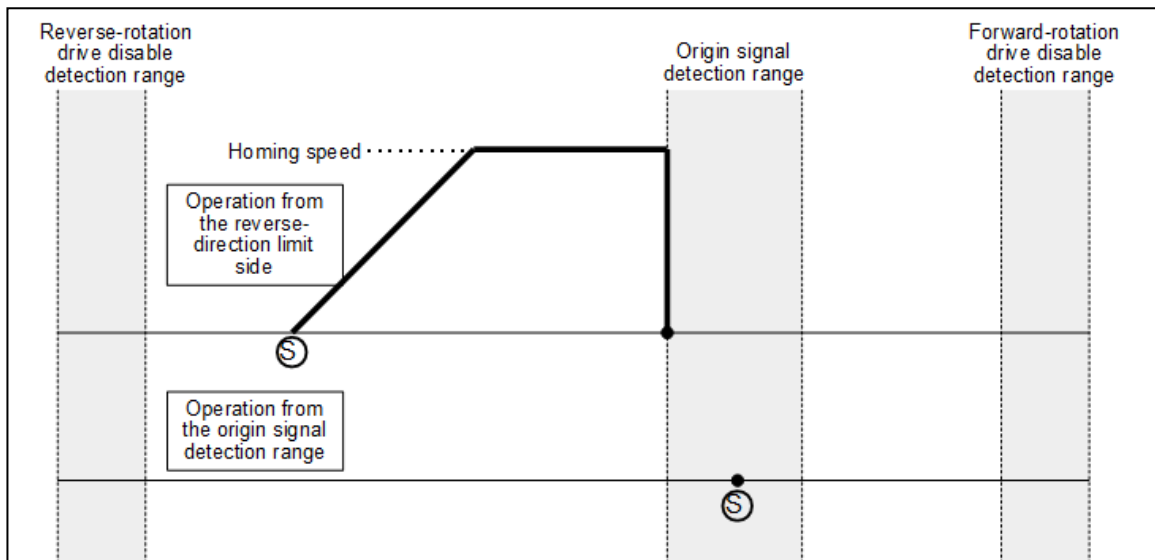 Reverse-rotation
drive disable
detection range
Origin signal
detection range
Forward-rotation
drive disable
detection range
Homing speed
Operation from
the reverse-
direction limit
side
S
Operation from
the origin signal
detection range
S